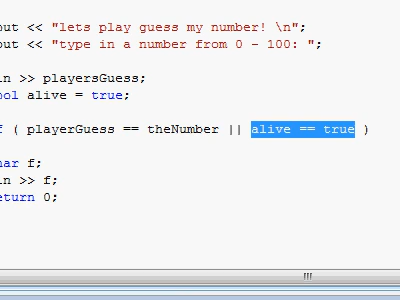 out << "lets play guess my number! \n";
out << "type in a number from 0 - 100: ";
in >> playersGuess;
ool alive = true;
f ( playerGuess == theNumber || alive == true )
har f;
in >> f;
eturn 0;